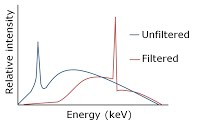 Relative intensity
Unfiltered
Filtered
Energy (keV)